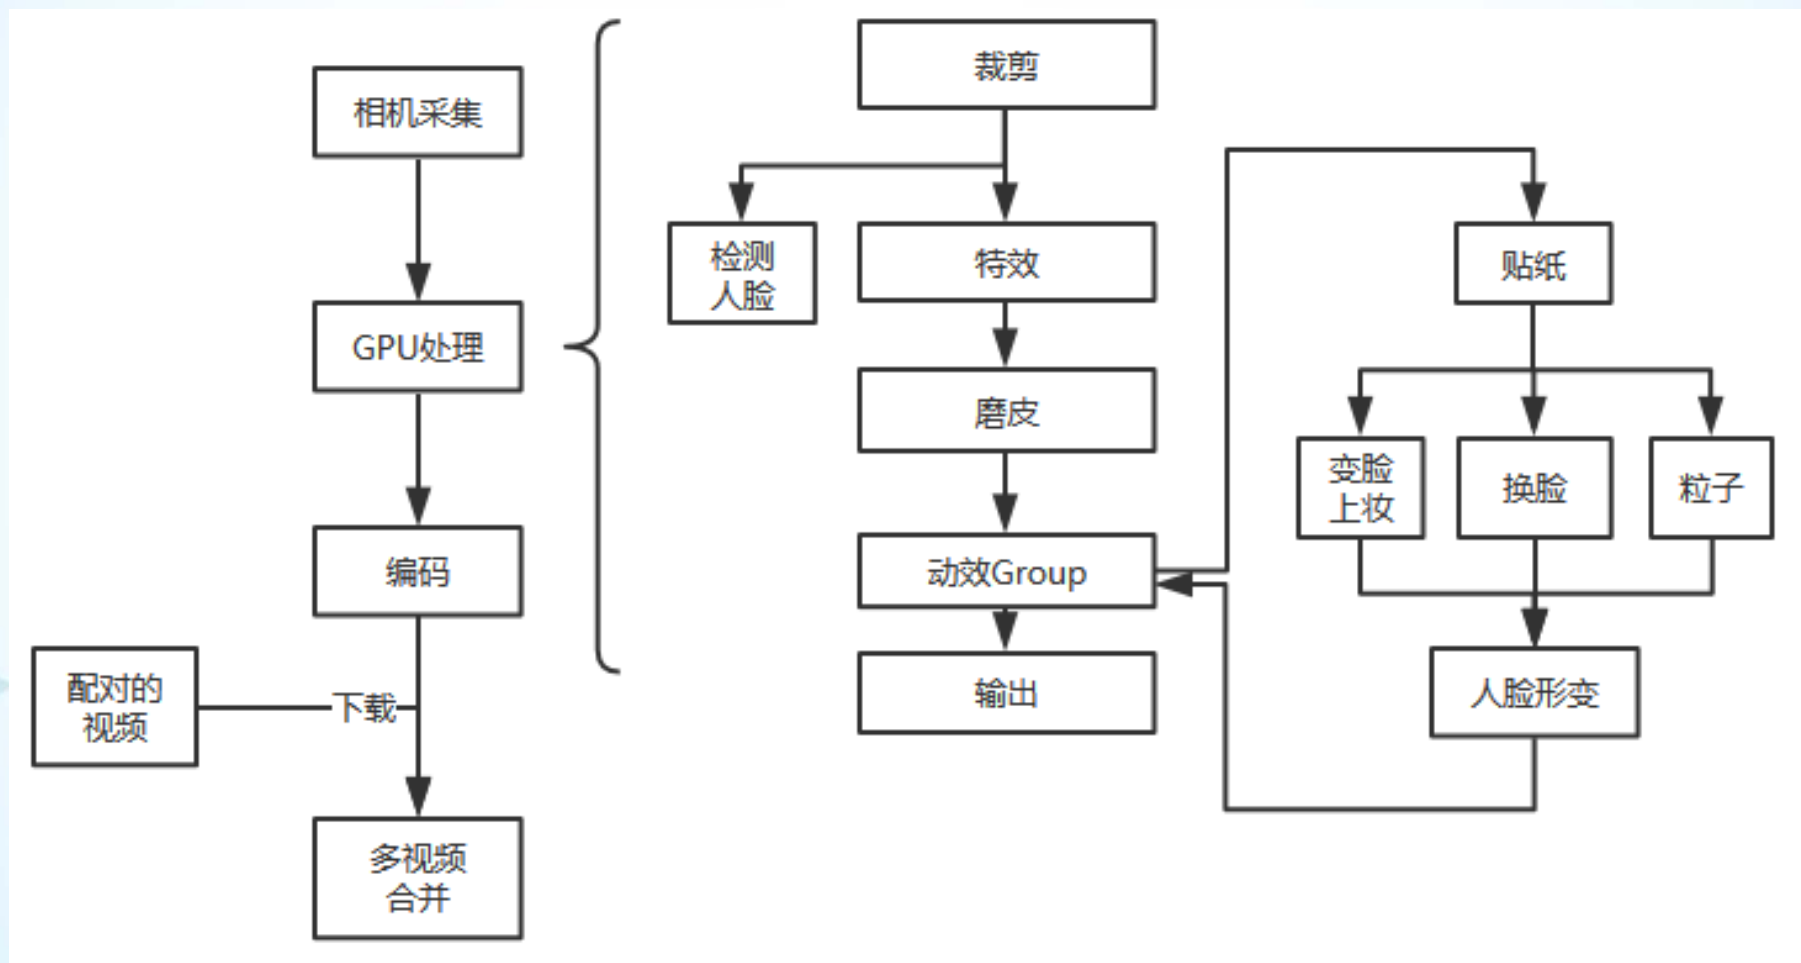 相机采集
GPU处理
编码
配对的
视频
下载
多视频
合并
裁剪
检测
人脸
特效
磨皮
动效Group
输出
贴纸
变脸
上妆
换脸
粒子
人脸形变